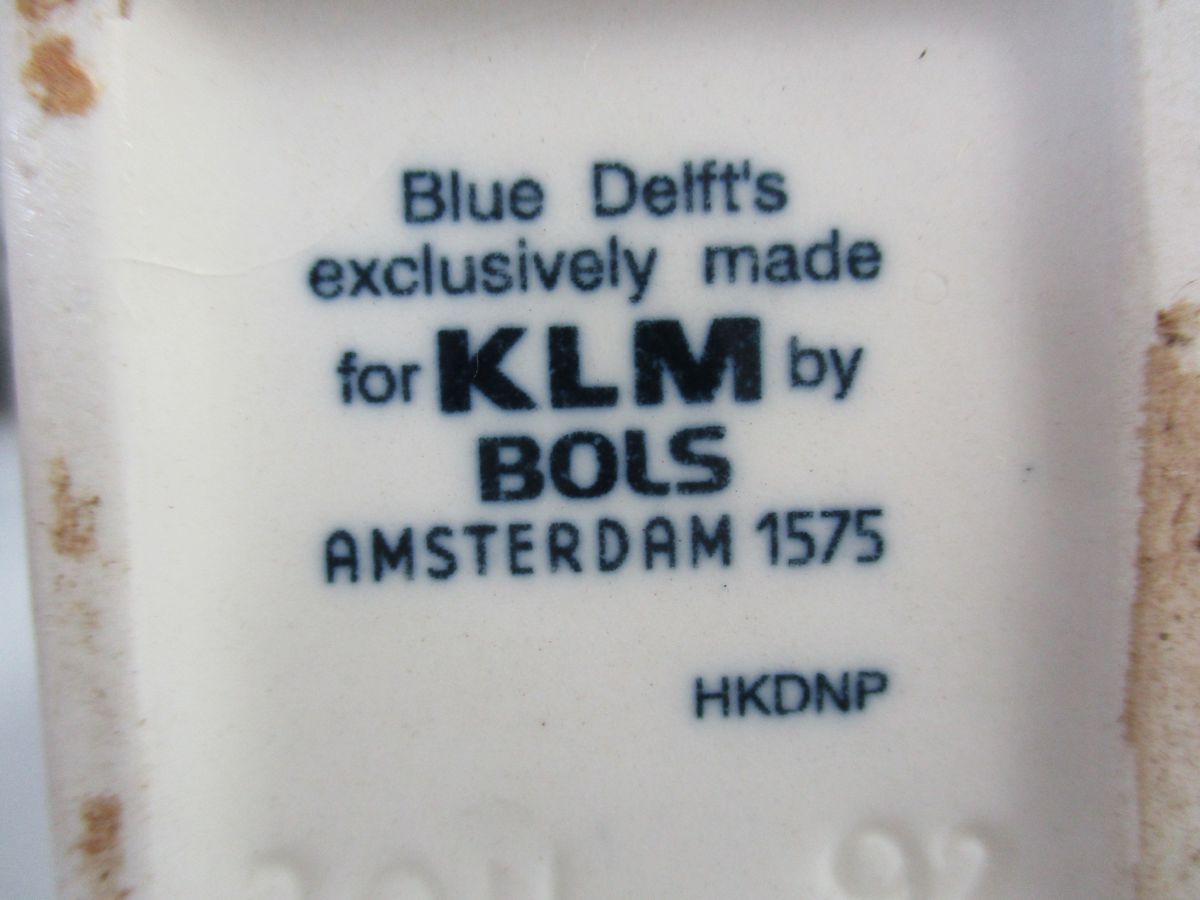 Blue Delft's
exclusively made
for KLM by
BOLS
AMSTERDAM 1575
HKDNP